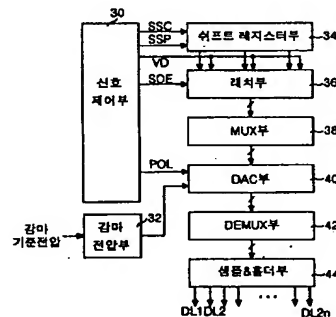 30
SSC
SSP
쉬프트 레지스터부
34
VD
신호
제어부
SOE
래치부
36
MUX부
38
POL
DAC부
40
감마
기준전압
감마
전압부
32
DEMUX부
42
샘플&홀더부
44
DL1 DL2 ... DL2n